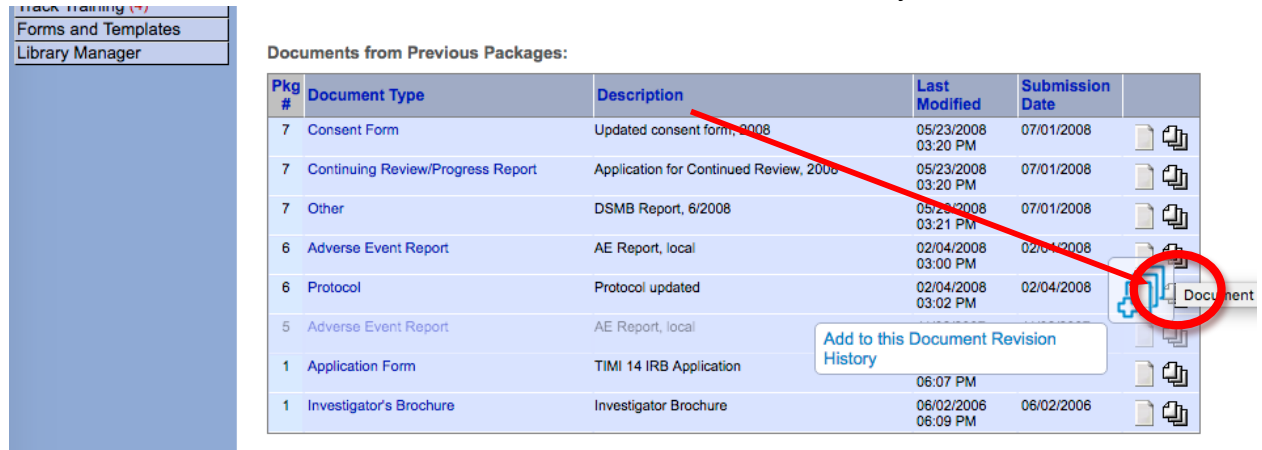 Track Training (4)
Forms and Templates
Library Manager
Documents from Previous Packages:
Pkg # Document Type Description Last Modified Submission Date
7 Consent Form Updated consent form, 2008 05/23/2008 03:20 PM 07/01/2008
7 Continuing Review/Progress Report Application for Continued Review, 2008 05/23/2008 03:20 PM 07/01/2008
7 Other DSMB Report, 6/2008 05/23/2008 03:21 PM 07/01/2008
6 Adverse Event Report AE Report, local 02/04/2008 03:00 PM 02/04/2008
6 Protocol Protocol updated 02/04/2008 03:02 PM 02/04/2008
Document
5 Adverse Event Report AE Report, local
Add to this Document Revision
History
1 Application Form TIMI 14 IRB Application 06:07 PM
1 Investigator's Brochure Investigator Brochure 06/02/2006 06:09 PM 06/02/2006